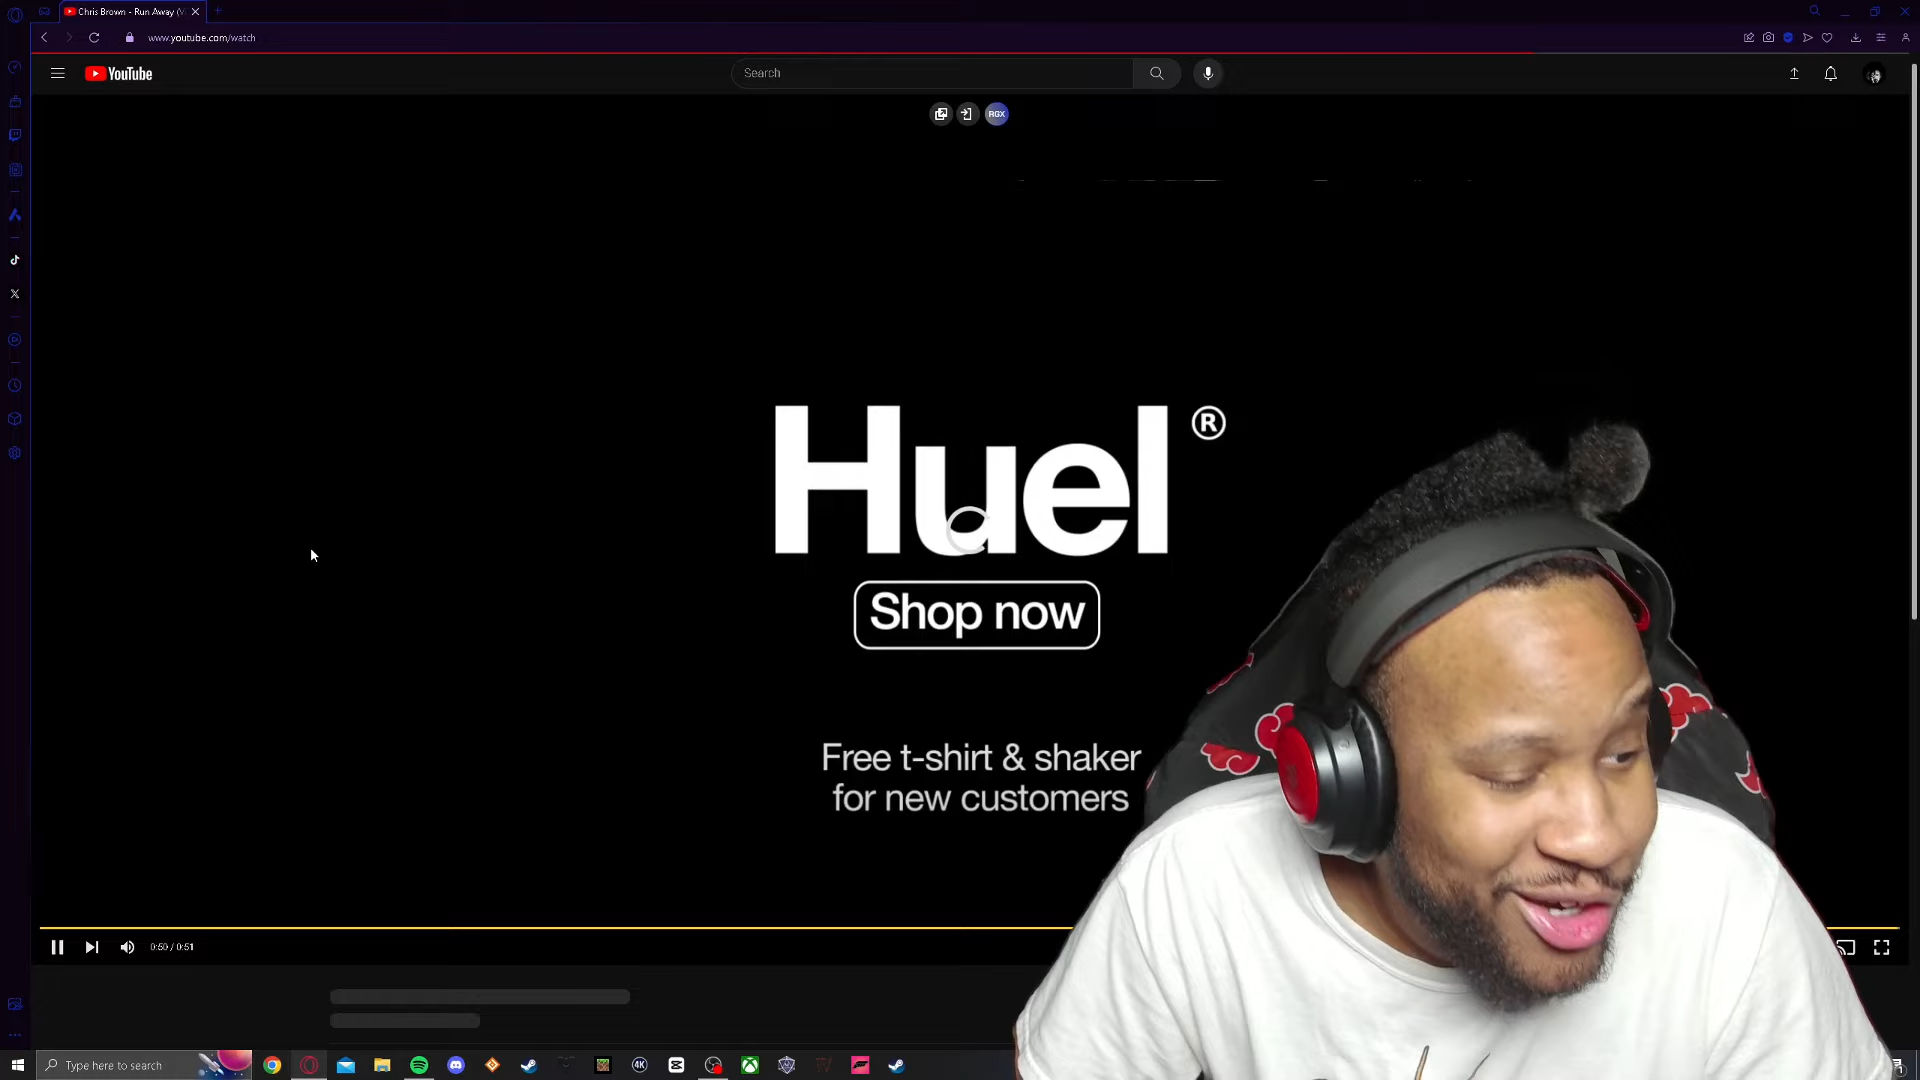 Chris Brown - Run Away (V
www.youtube.com/watch
YouTube
Search
RGX
Huel®
Shop now
Free t-shirt & shaker
for new customers
0:50 / 0:51
Type here to search
4K